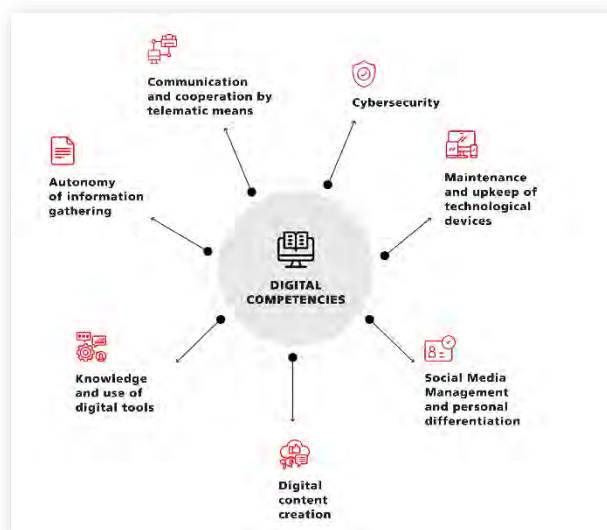 Communication
and cooperation by
telematic means
Cybersecurity
Autonomy
of information
gathering
Maintenance
and upkeep of
technological
devices
DIGITAL
COMPETENCIES
Knowledge
and use of
digital tools
Social Media
Management
and personal
differentiation
Digital
content
creation